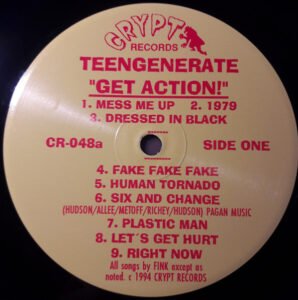 CRYPT
RECORDS
TEENGENERATE
"GET ACTION!"
1. MESS ME UP 2. 1979
3. DRESSED IN BLACK
CR-048a SIDE ONE
4. FAKE FAKE FAKE
5. HUMAN TORNADO
6. SIX AND CHANGE
(HUDSON/ALLEE/METOFF/RICHEY/HUDSON) PAGAN MUSIC
7. PLASTIC MAN
8. LET´S GET HURT
9. RIGHT NOW
All songs by FINK except as
noted. c 1994 CRYPT RECORDS